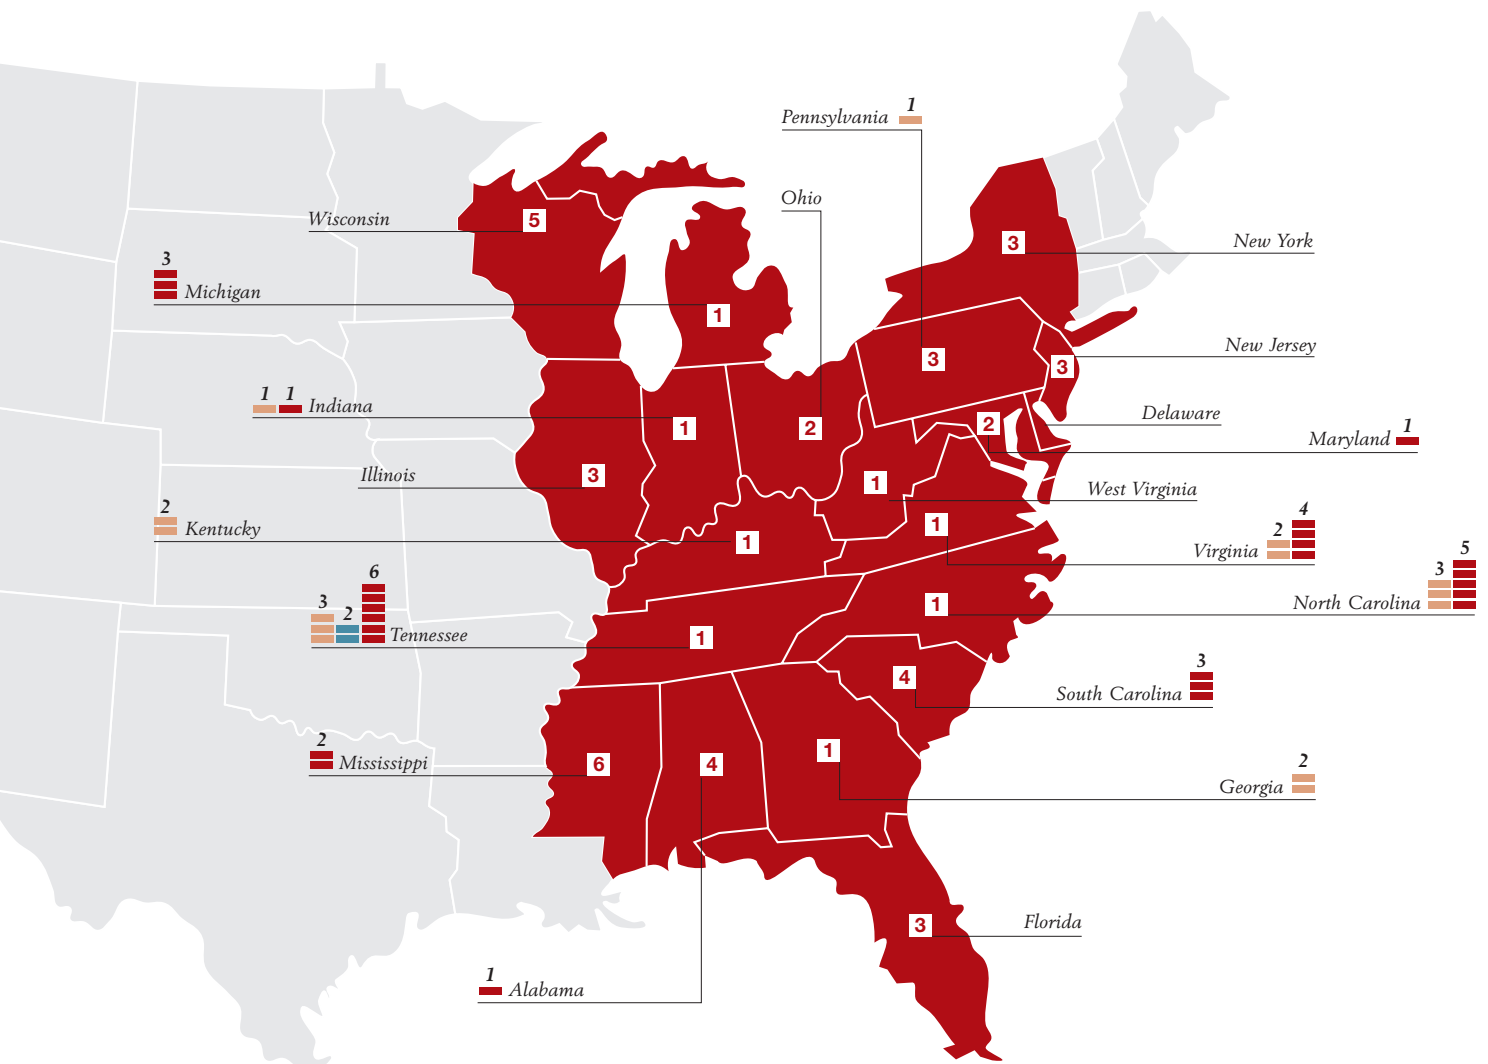 1
Pennsylvania
Ohio
Wisconsin
5
3
New York
3
Michigan
1
New Jersey
3
3
1 1
Indiana
1
2
2
Delaware
1
Maryland
Illinois
3
1
West Virginia
2
Kentucky
1
1
4
2
Virginia
5
3
North Carolina
1
6
3
2
Tennessee
1
4
3
South Carolina
2
Mississippi
6
4
1
2
Georgia
3
Florida
1
Alabama